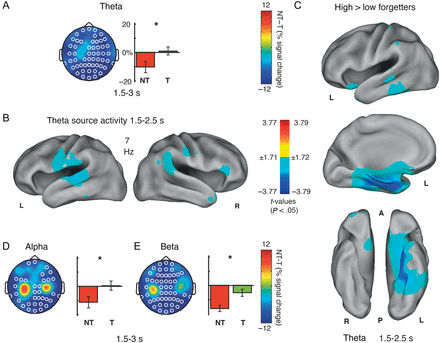 A
Theta
20%
*
−20
NT
T
1.5-3 s
12
−12
NT−T (% signal change)
B
Theta source activity 1.5-2.5 s
7
Hz
L
R
3.77
3.79
±1.71
±1.72
−3.77
−3.79
t-values
(P < .05)
C
High > low forgetters
L
L
A
R
P
L
Theta 1.5-2.5 s
D
Alpha
*
NT
T
E
Beta
*
NT
T
1.5-3 s
12
−12
NT−T (% signal change)